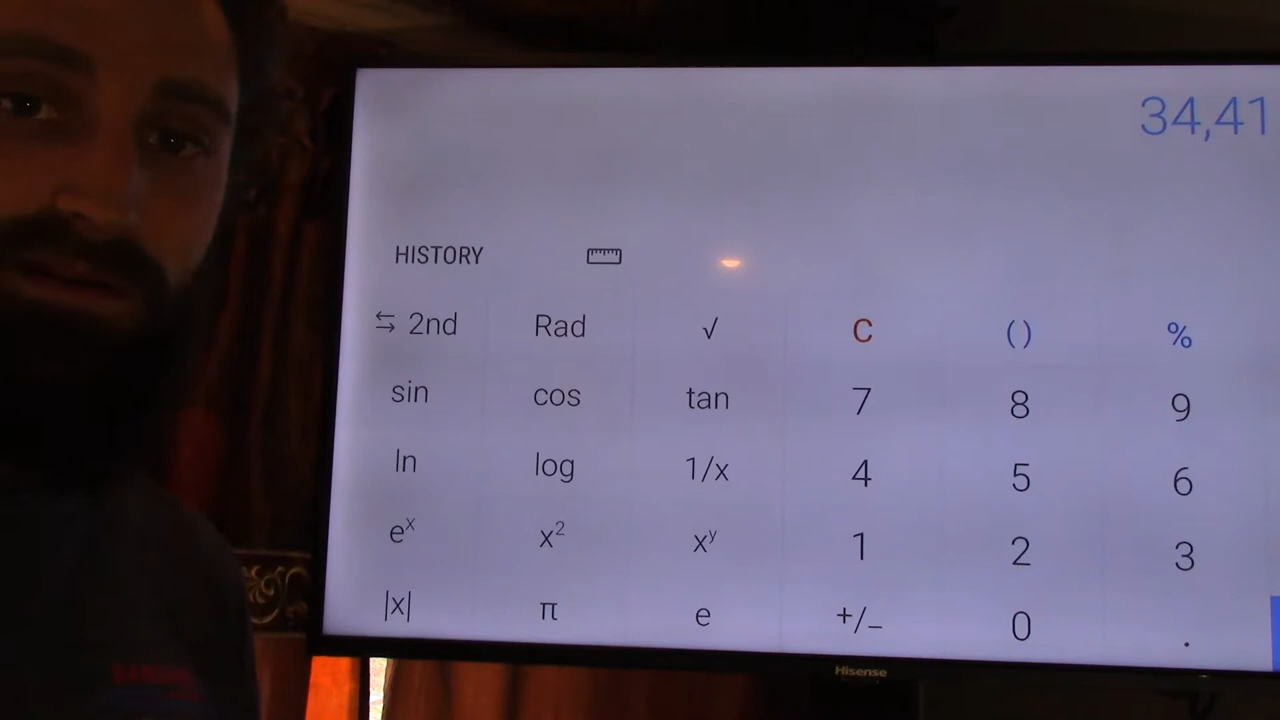 34,41
HISTORY
⇆ 2nd Rad √ C () %
sin cos tan 7 8 9
ln log 1/x 4 5 6
eˣ x² xʸ 1 2 3
|x| π e +/− 0 .
Hisense